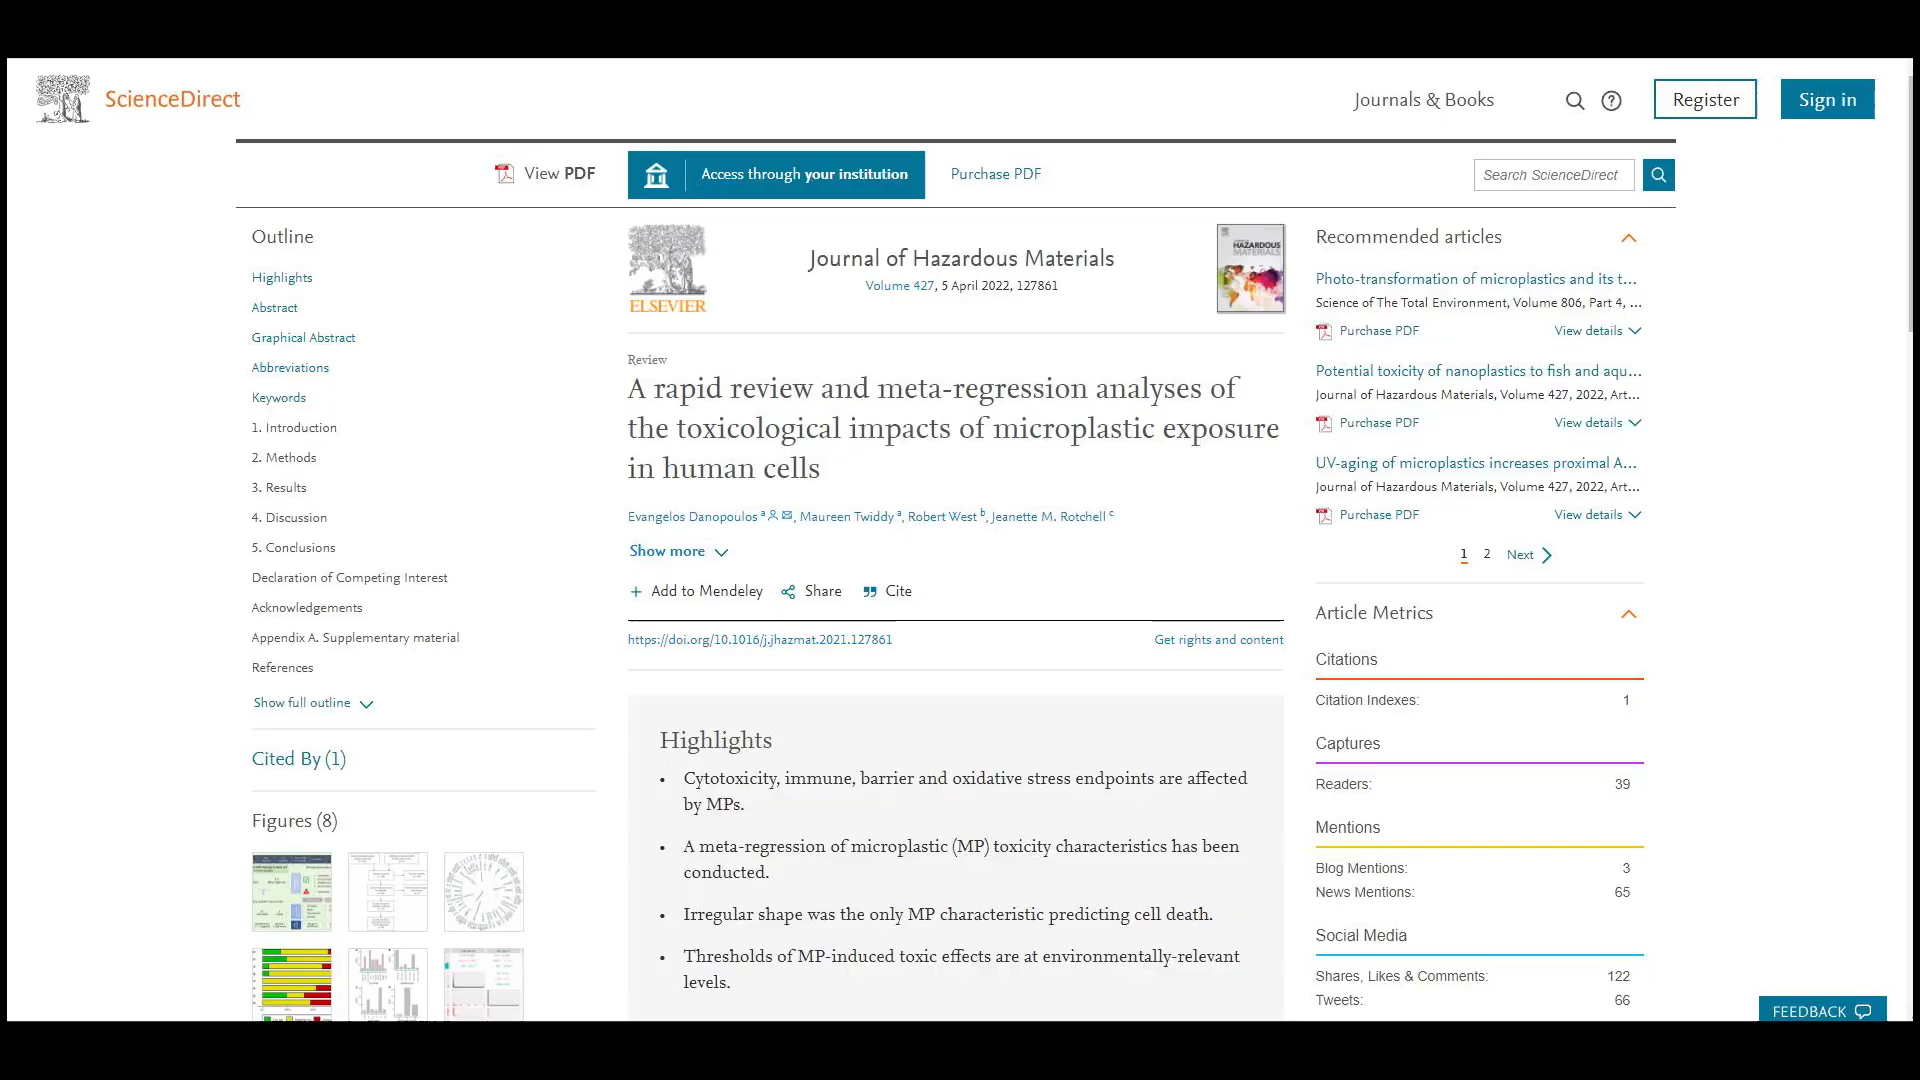 ScienceDirect
Journals & Books
Register
Sign in
View PDF
Access through your institution
Purchase PDF
Search ScienceDirect
Outline
Highlights
Abstract
Graphical Abstract
Abbreviations
Keywords
1. Introduction
2. Methods
3. Results
4. Discussion
5. Conclusions
Declaration of Competing Interest
Acknowledgements
Appendix A. Supplementary material
References
Show full outline
Cited By (1)
Figures (8)
ELSEVIER
Journal of Hazardous Materials
Volume 427, 5 April 2022, 127861
HAZARDOUS
MATERIALS
Review
A rapid review and meta-regression analyses of
the toxicological impacts of microplastic exposure
in human cells
Evangelos Danopoulos a, Maureen Twiddy a, Robert West b, Jeanette M. Rotchell c
Show more
+ Add to Mendeley
Share
Cite
https://doi.org/10.1016/j.jhazmat.2021.127861
Get rights and content
Highlights
• Cytotoxicity, immune, barrier and oxidative stress endpoints are affected
by MPs.
• A meta-regression of microplastic (MP) toxicity characteristics has been
conducted.
• Irregular shape was the only MP characteristic predicting cell death.
• Thresholds of MP-induced toxic effects are at environmentally-relevant
levels.
Recommended articles
Photo-transformation of microplastics and its t...
Science of The Total Environment, Volume 806, Part 4, ...
Purchase PDF
View details
Potential toxicity of nanoplastics to fish and aqu...
Journal of Hazardous Materials, Volume 427, 2022, Art...
Purchase PDF
View details
UV-aging of microplastics increases proximal A...
Journal of Hazardous Materials, Volume 427, 2022, Art...
Purchase PDF
View details
1 2 Next
Article Metrics
Citations
Citation Indexes: 1
Captures
Readers: 39
Mentions
Blog Mentions: 3
News Mentions: 65
Social Media
Shares, Likes & Comments: 122
Tweets: 66
FEEDBACK